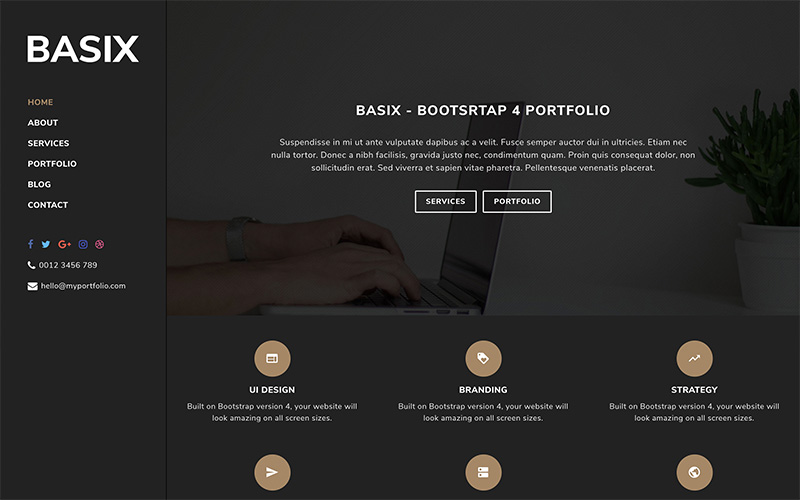 BASIX
HOME
ABOUT
SERVICES
PORTFOLIO
BLOG
CONTACT
0012 3456 789
hello@myportfolio.com
BASIX - BOOTSRTAP 4 PORTFOLIO
Suspendisse in mi ut ante vulputate dapibus ac a velit. Fusce semper auctor dui in ultricies. Etiam nec
nulla tortor. Donec a nibh facilisis, gravida justo nec, condimentum quam. Proin quis consequat dolor, non
sollicitudin erat. Sed viverra et sapien vitae pharetra. Pellentesque venenatis placerat.
SERVICES PORTFOLIO
UI DESIGN
Built on Bootstrap version 4, your website will
look amazing on all screen sizes.
BRANDING
Built on Bootstrap version 4, your website will
look amazing on all screen sizes.
STRATEGY
Built on Bootstrap version 4, your website will
look amazing on all screen sizes.